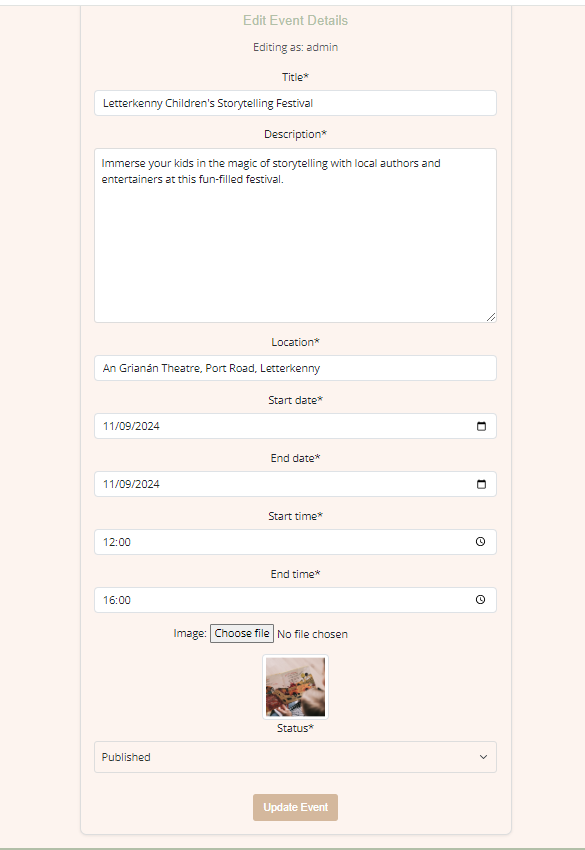 Edit Event Details
Editing as: admin
Title*
Letterkenny Children's Storytelling Festival
Description*
Immerse your kids in the magic of storytelling with local authors and
entertainers at this fun-filled festival.
Location*
An Grianán Theatre, Port Road, Letterkenny
Start date*
11/09/2024
End date*
11/09/2024
Start time*
12:00
End time*
16:00
Image: Choose file No file chosen
Status*
Published
Update Event